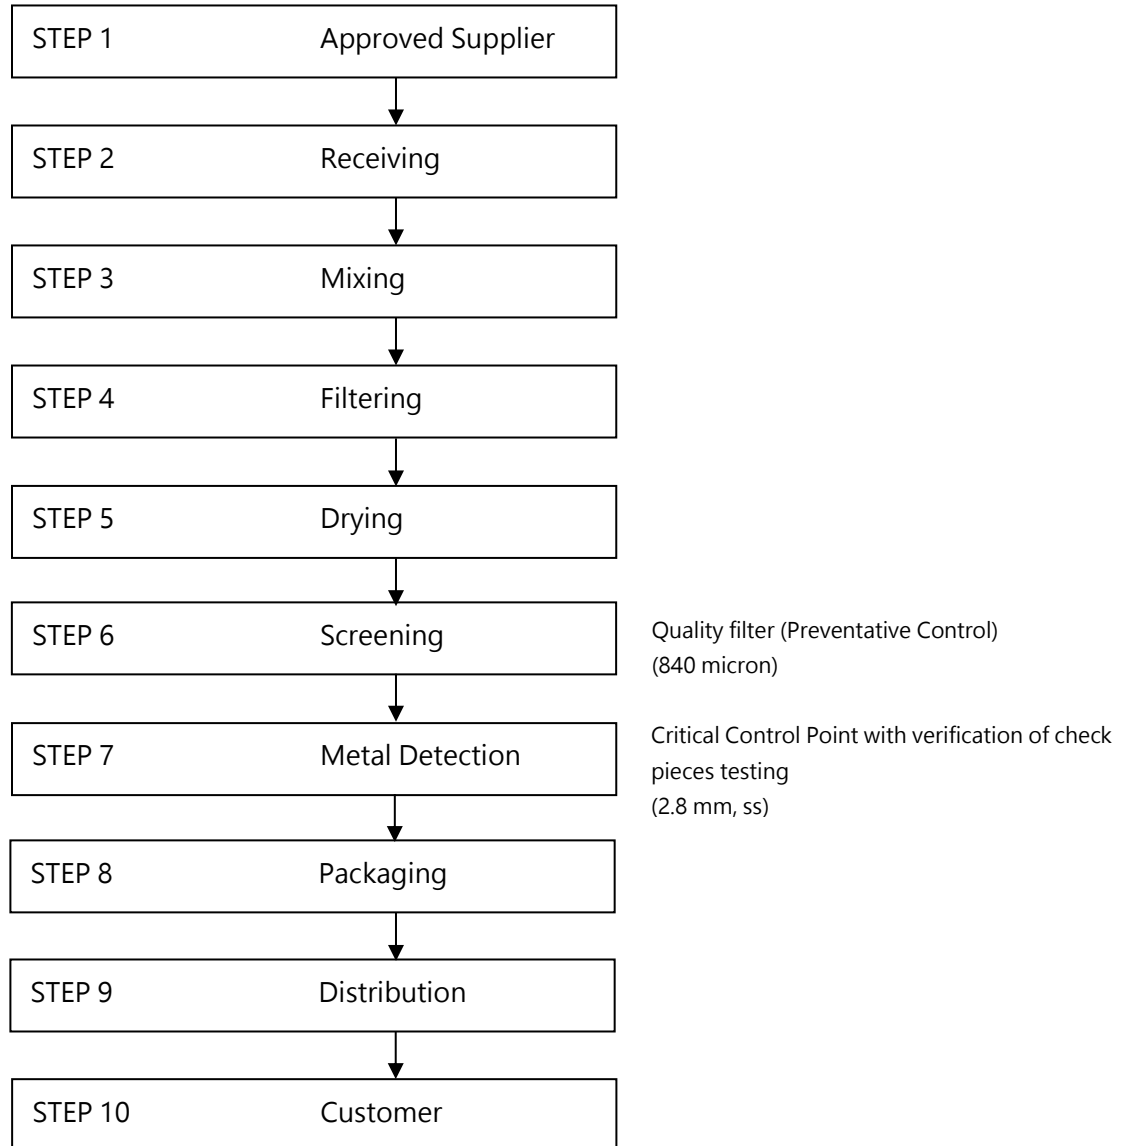 STEP 1 Approved Supplier
STEP 2 Receiving
STEP 3 Mixing
STEP 4 Filtering
STEP 5 Drying
STEP 6 Screening
Quality filter (Preventative Control)
(840 micron)
STEP 7 Metal Detection
Critical Control Point with verification of check
pieces testing
(2.8 mm, ss)
STEP 8 Packaging
STEP 9 Distribution
STEP 10 Customer